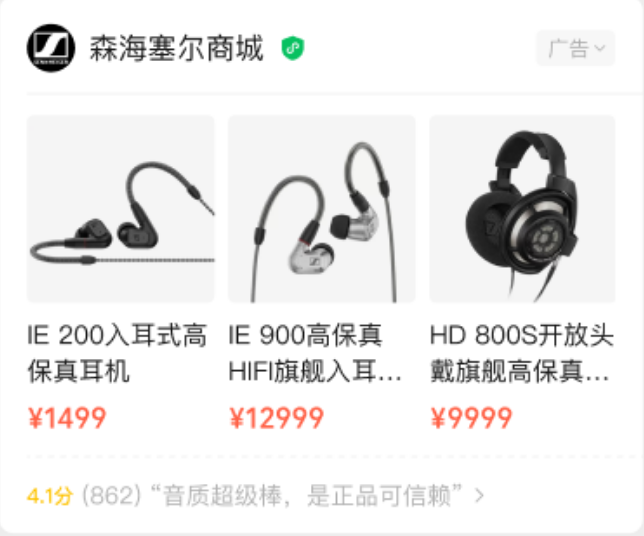 森海塞尔商城
广告
IE 200入耳式高
保真耳机
¥1499
IE 900高保真
HIFI旗舰入耳...
¥12999
HD 800S开放头
戴旗舰高保真...
¥9999
4.1分 (862) “音质超级棒，是正品可信赖”